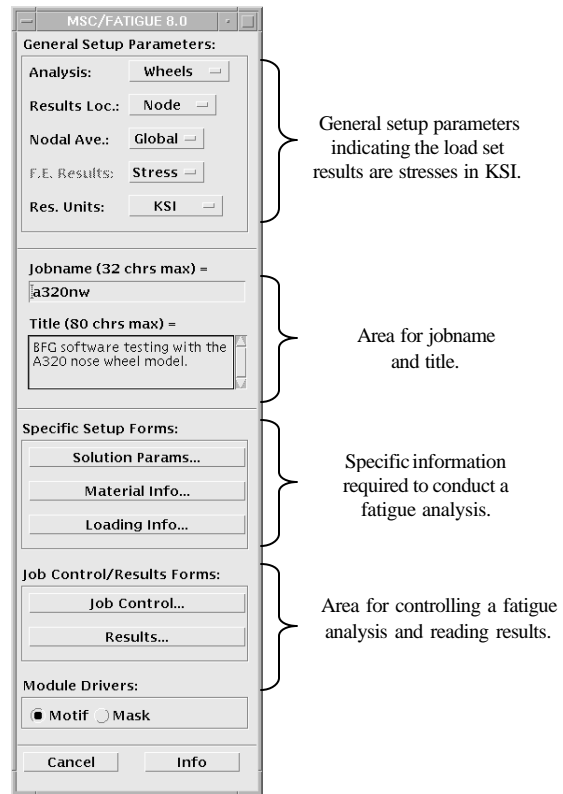 MSC/FATIGUE 8.0
General Setup Parameters:
Analysis: Wheels
Results Loc.: Node
Nodal Ave.: Global
F.E. Results: Stress
Res. Units: KSI
General setup parameters
indicating the load set
results are stresses in KSI.
Jobname (32 chrs max) =
a320nw
Title (80 chrs max) =
BFG software testing with the
A320 nose wheel model.
Area for jobname
and title.
Specific Setup Forms:
Solution Params...
Material Info...
Loading Info...
Specific information
required to conduct a
fatigue analysis.
Job Control/Results Forms:
Job Control...
Results...
Area for controlling a fatigue
analysis and reading results.
Module Drivers:
Motif Mask
Cancel Info